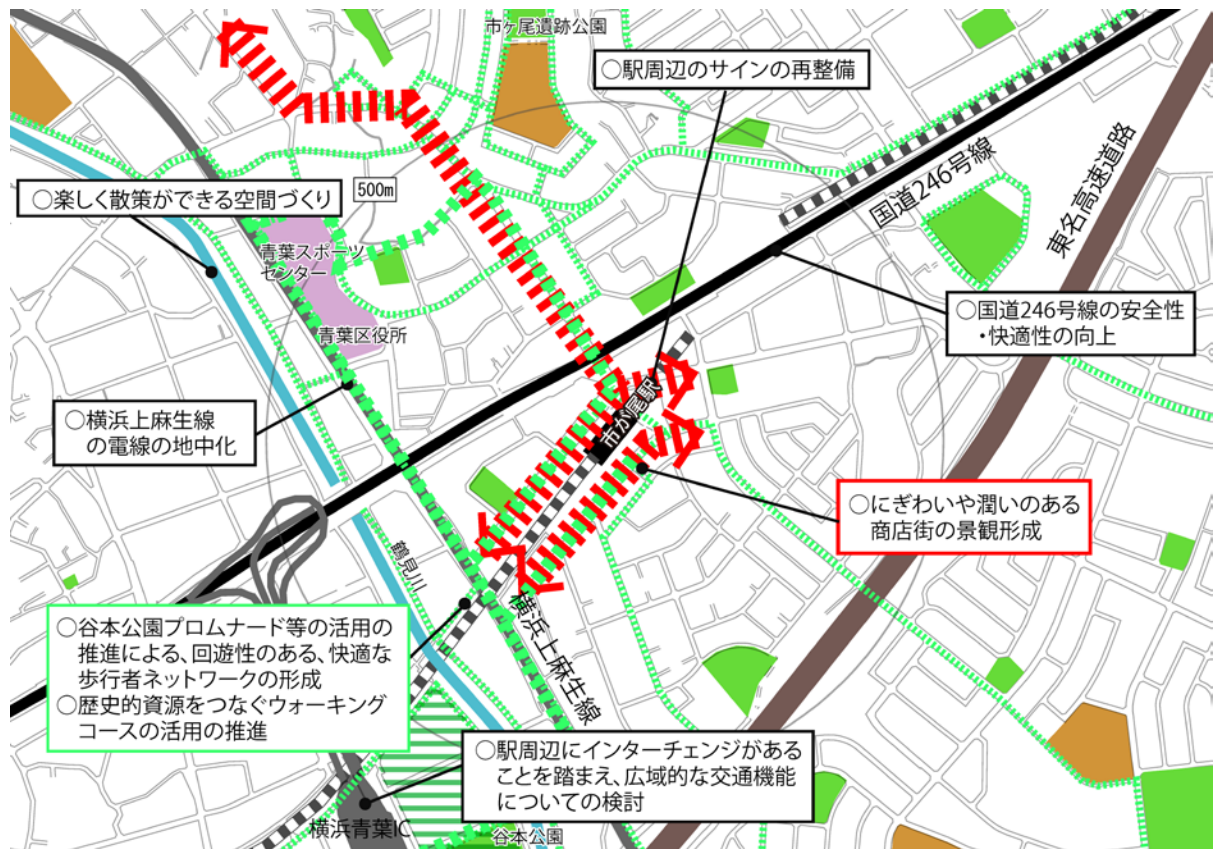 市ヶ尾遺跡公園
○駅周辺のサインの再整備
国道246号線
東名高速道路
○楽しく散策ができる空間づくり
500m
青葉スポーツ
センター
青葉区役所
○国道246号線の安全性
・快適性の向上
○横浜上麻生線
の電線の地中化
市が尾駅
○にぎわいや潤いのある
商店街の景観形成
鶴見川
横浜上麻生線
○谷本公園プロムナード等の活用の
推進による、回遊性のある、快適な
歩行者ネットワークの形成
○歴史的資源をつなぐウォーキング
コースの活用の推進
○駅周辺にインターチェンジがある
ことを踏まえ、広域的な交通機能
についての検討
横浜青葉IC
谷本公園